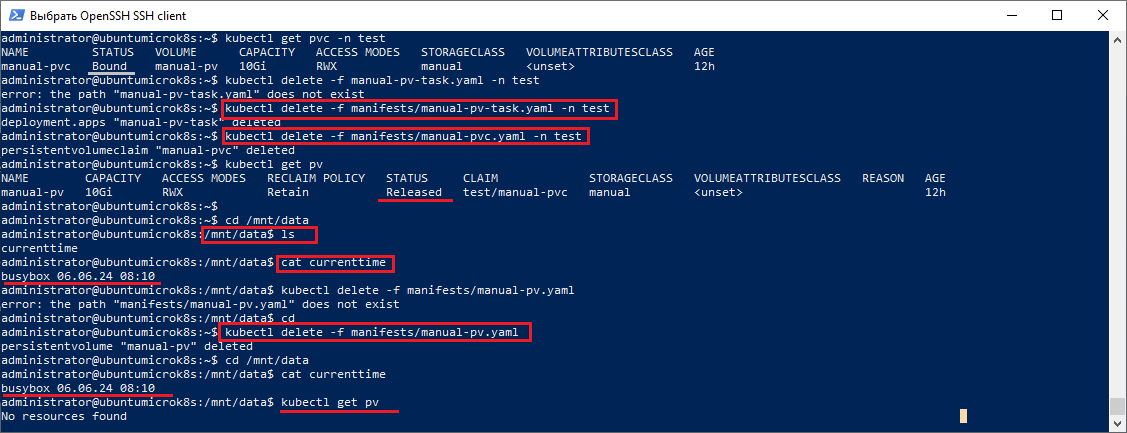 Выбрать OpenSSH SSH client
administrator@ubuntumicrok8s:~$ kubectl get pvc -n test
NAME         STATUS   VOLUME      CAPACITY   ACCESS MODES   STORAGECLASS   VOLUMEATTRIBUTESCLASS   AGE
manual-pvc   Bound    manual-pv   10Gi       RWX            manual         <unset>                 12h
administrator@ubuntumicrok8s:~$ kubectl delete -f manual-pv-task.yaml -n test
error: the path "manual-pv-task.yaml" does not exist
administrator@ubuntumicrok8s:~$ kubectl delete -f manifests/manual-pv-task.yaml -n test
deployment.apps "manual-pv-task" deleted
administrator@ubuntumicrok8s:~$ kubectl delete -f manifests/manual-pvc.yaml -n test
persistentvolumeclaim "manual-pvc" deleted
administrator@ubuntumicrok8s:~$ kubectl get pv
NAME        CAPACITY   ACCESS MODES   RECLAIM POLICY   STATUS     CLAIM             STORAGECLASS   VOLUMEATTRIBUTESCLASS   REASON   AGE
manual-pv   10Gi       RWX            Retain           Released   test/manual-pvc   manual         <unset>                          12h
administrator@ubuntumicrok8s:~$
administrator@ubuntumicrok8s:~$ cd /mnt/data
administrator@ubuntumicrok8s:/mnt/data$ ls
currenttime
administrator@ubuntumicrok8s:/mnt/data$ cat currenttime
busybox 06.06.24 08:10
administrator@ubuntumicrok8s:/mnt/data$ kubectl delete -f manifests/manual-pv.yaml
error: the path "manifests/manual-pv.yaml" does not exist
administrator@ubuntumicrok8s:/mnt/data$ cd
administrator@ubuntumicrok8s:~$ kubectl delete -f manifests/manual-pv.yaml
persistentvolume "manual-pv" deleted
administrator@ubuntumicrok8s:~$ cd /mnt/data
administrator@ubuntumicrok8s:/mnt/data$ cat currenttime
busybox 06.06.24 08:10
administrator@ubuntumicrok8s:/mnt/data$ kubectl get pv
No resources found